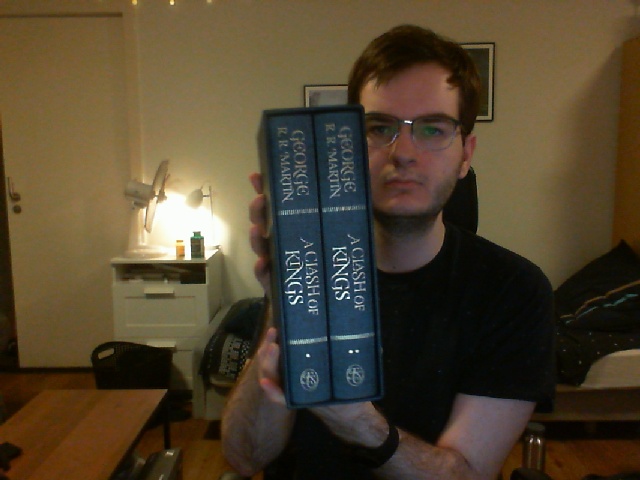 GEORGE
R. R. MARTIN
A CLASH OF
KINGS
GEORGE
R. R. MARTIN
A CLASH OF
KINGS